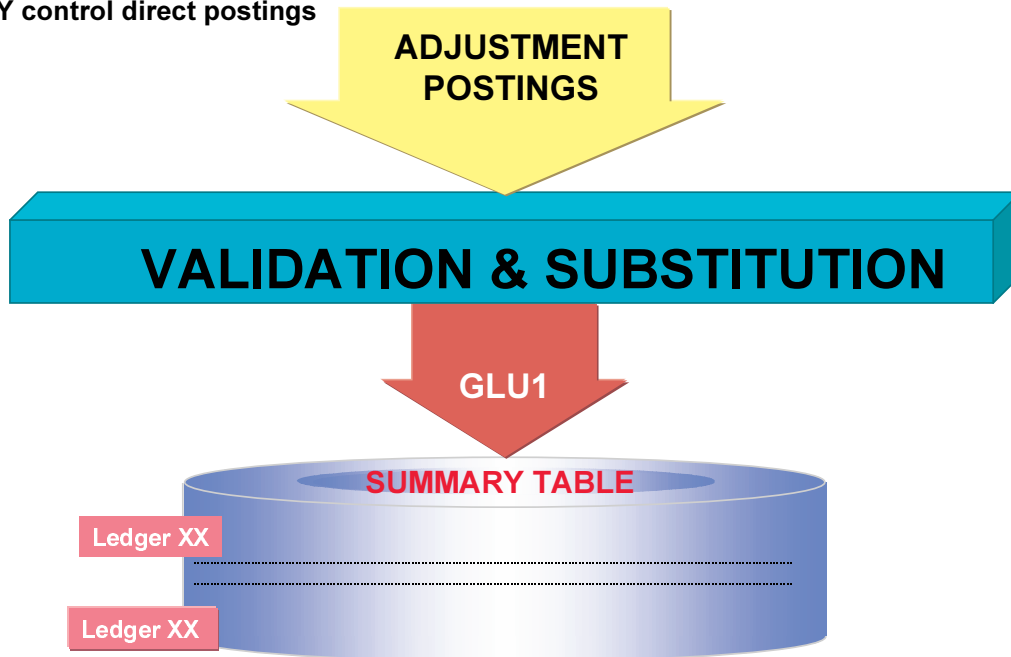 Y control direct postings
ADJUSTMENT
POSTINGS
VALIDATION & SUBSTITUTION
GLU1
SUMMARY TABLE
Ledger XX
Ledger XX